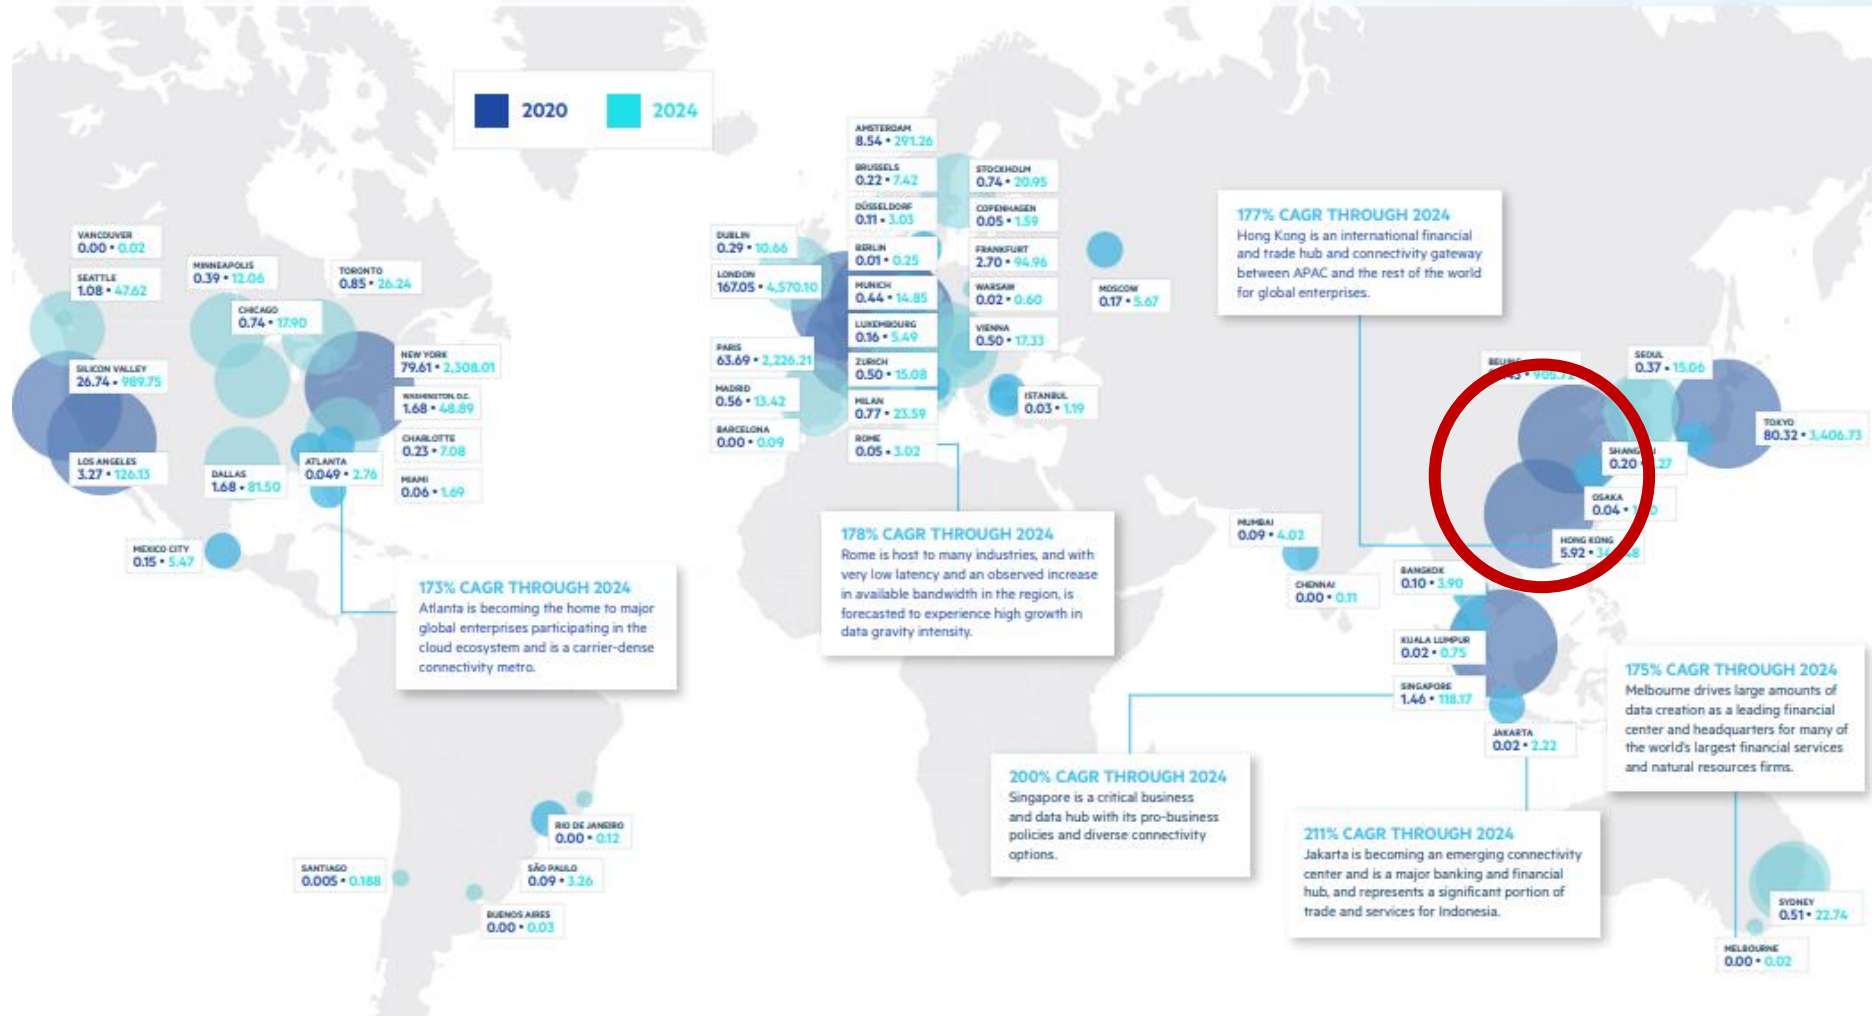 2020
2024
AMSTERDAM
8.54 • 291.26
BRUSSELS
0.22 • 7.42
DÜSSELDORF
0.11 • 3.03
BERLIN
0.01 • 0.25
MUNICH
0.44 • 14.85
LUXEMBOURG
0.16 • 5.49
ZURICH
0.50 • 15.08
MILAN
0.77 • 23.59
ROME
0.05 • 3.02
STOCKHOLM
0.74 • 20.95
COPENHAGEN
0.05 • 1.59
FRANKFURT
2.70 • 94.96
WARSAW
0.02 • 0.60
VIENNA
0.50 • 17.33
MOSCOW
0.17 • 5.67
ISTANBUL
0.03 • 1.19
DUBLIN
0.29 • 10.66
LONDON
167.05 • 4,570.10
PARIS
63.69 • 2,226.21
MADRID
0.56 • 13.42
BARCELONA
0.00 • 0.09
VANCOUVER
0.00 • 0.02
SEATTLE
1.08 • 47.62
MINNEAPOLIS
0.39 • 12.06
TORONTO
0.85 • 26.24
CHICAGO
0.74 • 17.90
SILICON VALLEY
26.74 • 989.75
NEW YORK
79.61 • 2,308.01
WASHINGTON, D.C.
1.68 • 48.89
CHARLOTTE
0.23 • 7.08
MIAMI
0.06 • 1.69
LOS ANGELES
3.27 • 126.13
DALLAS
1.68 • 81.50
ATLANTA
0.049 • 2.76
MEXICO CITY
0.15 • 5.47
173% CAGR THROUGH 2024
Atlanta is becoming the home to major
global enterprises participating in the
cloud ecosystem and is a carrier-dense
connectivity metro.
178% CAGR THROUGH 2024
Rome is host to many industries, and with
very low latency and an observed increase
in available bandwidth in the region, is
forecasted to experience high growth in
data gravity intensity.
177% CAGR THROUGH 2024
Hong Kong is an international financial
and trade hub and connectivity gateway
between APAC and the rest of the world
for global enterprises.
SEOUL
0.37 • 15.06
TOKYO
80.32 • 3,406.73
0.20
OSAKA
0.04
HONG KONG
5.92
MUMBAI
0.09 • 4.02
CHENNAI
0.00 • 0.11
BANGKOK
0.10 • 3.90
KUALA LUMPUR
0.02 • 0.75
SINGAPORE
1.46 • 118.17
JAKARTA
0.02 • 2.22
200% CAGR THROUGH 2024
Singapore is a critical business
and data hub with its pro-business
policies and diverse connectivity
options.
211% CAGR THROUGH 2024
Jakarta is becoming an emerging connectivity
center and is a major banking and financial
hub, and represents a significant portion of
trade and services for Indonesia.
175% CAGR THROUGH 2024
Melbourne drives large amounts of
data creation as a leading financial
center and headquarters for many of
the world's largest financial services
and natural resources firms.
RIO DE JANEIRO
0.00 • 0.12
SÃO PAULO
0.09 • 3.26
SANTIAGO
0.005 • 0.188
BUENOS AIRES
0.00 • 0.03
SYDNEY
0.51 • 22.74
MELBOURNE
0.00 • 0.02